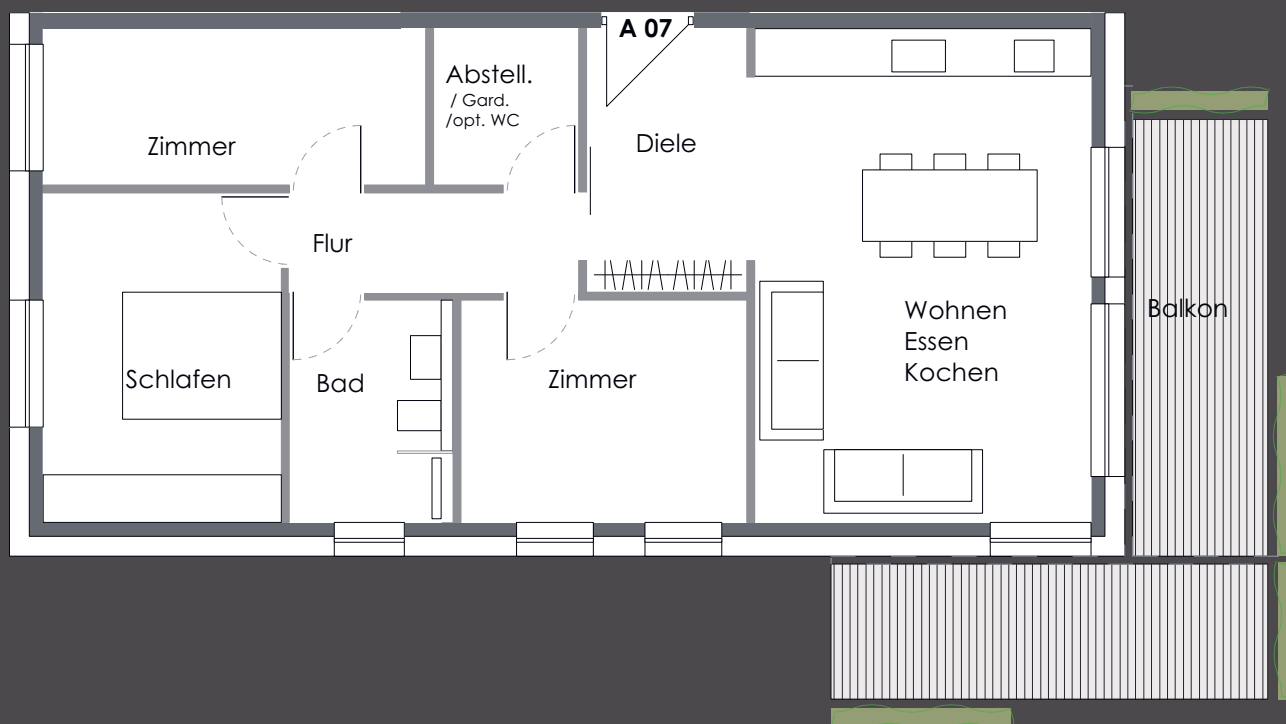 A 07
Abstell.
/ Gard.
/opt. WC
Zimmer
Diele
Flur
Wohnen
Essen
Kochen
Balkon
Schlafen
Bad
Zimmer